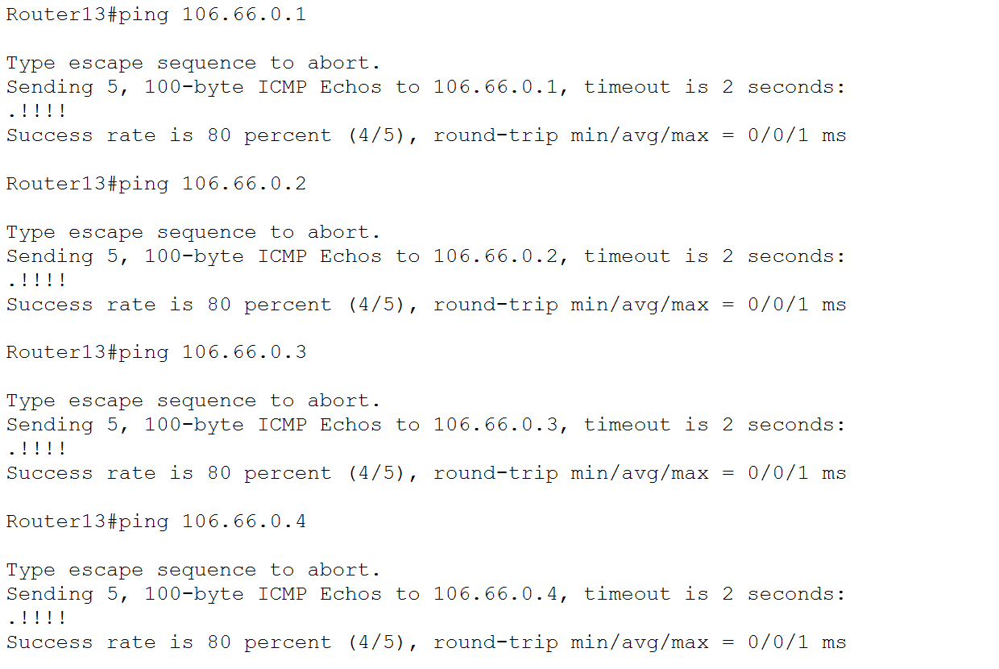 Router13#ping 106.66.0.1
Type escape sequence to abort.
Sending 5, 100-byte ICMP Echos to 106.66.0.1, timeout is 2 seconds:
.!!!!
Success rate is 80 percent (4/5), round-trip min/avg/max = 0/0/1 ms
Router13#ping 106.66.0.2
Type escape sequence to abort.
Sending 5, 100-byte ICMP Echos to 106.66.0.2, timeout is 2 seconds:
.!!!!
Success rate is 80 percent (4/5), round-trip min/avg/max = 0/0/1 ms
Router13#ping 106.66.0.3
Type escape sequence to abort.
Sending 5, 100-byte ICMP Echos to 106.66.0.3, timeout is 2 seconds:
.!!!!
Success rate is 80 percent (4/5), round-trip min/avg/max = 0/0/1 ms
Router13#ping 106.66.0.4
Type escape sequence to abort.
Sending 5, 100-byte ICMP Echos to 106.66.0.4, timeout is 2 seconds:
.!!!!
Success rate is 80 percent (4/5), round-trip min/avg/max = 0/0/1 ms